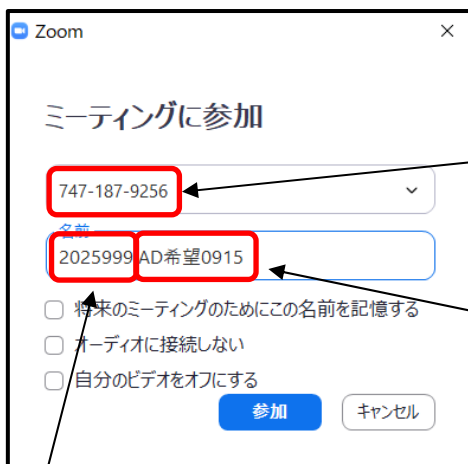 Zoom
ミーティングに参加
747-187-9256
名前
2025999 AD希望0915
将来のミーティングのためにこの名前を記憶する
オーディオに接続しない
自分のビデオをオフにする
参加 キャンセル